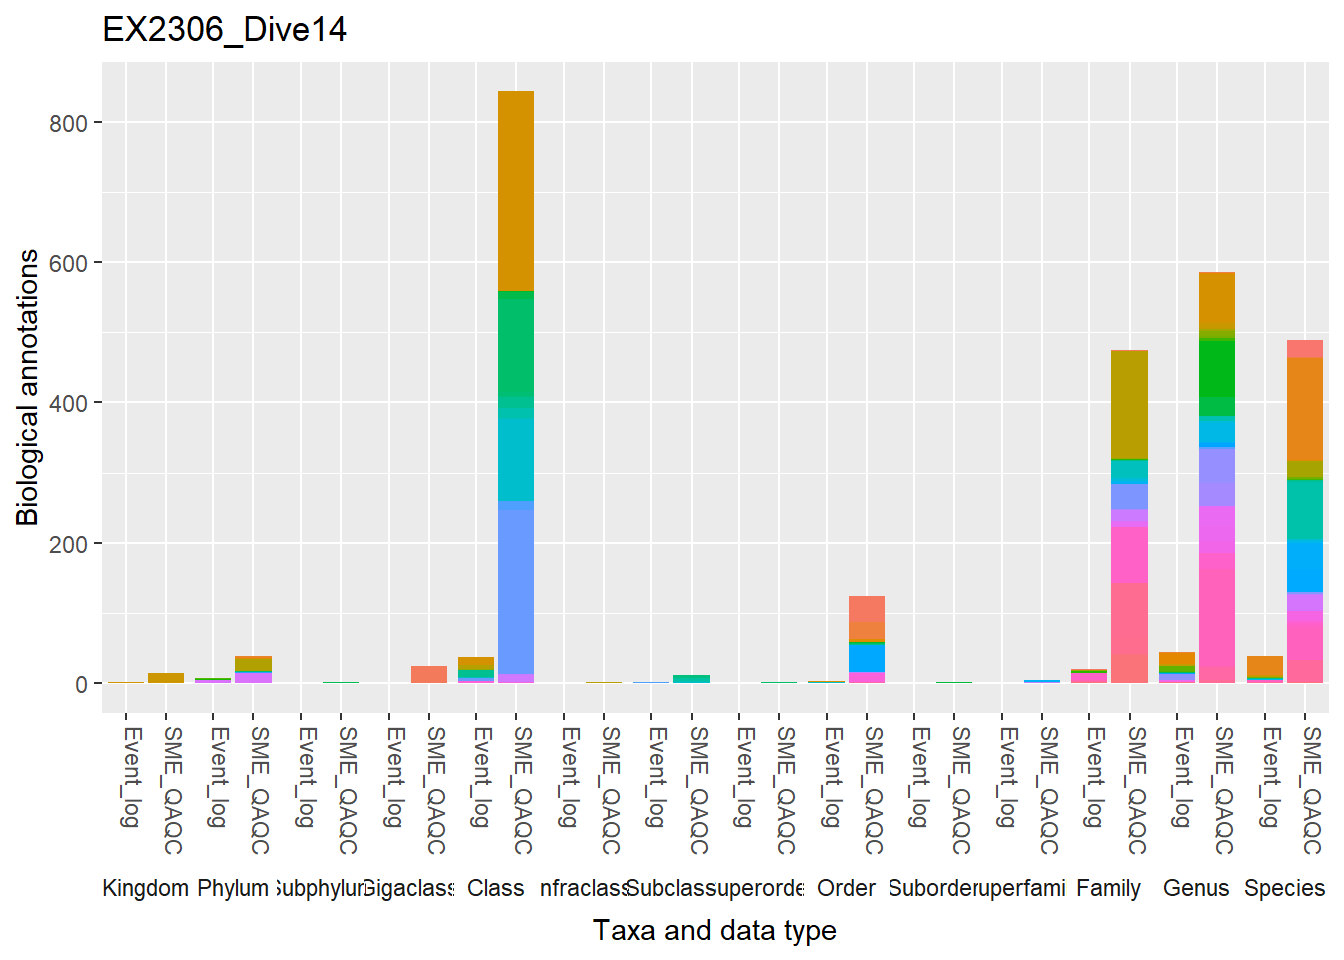 EX2306_Dive14
Biological annotations
800
600
400
200
0
Event_log SME_QAQC Event_log SME_QAQC Event_log SME_QAQC Event_log SME_QAQC Event_log SME_QAQC Event_log SME_QAQC Event_log SME_QAQC Event_log SME_QAQC Event_log SME_QAQC Event_log SME_QAQC Event_log SME_QAQC Event_log SME_QAQC Event_log SME_QAQC Event_log SME_QAQC
Kingdom Phylum Subphylum Gigaclass Class nfraclass Subclass uperorde Order Suborder uperfami Family Genus Species
Taxa and data type